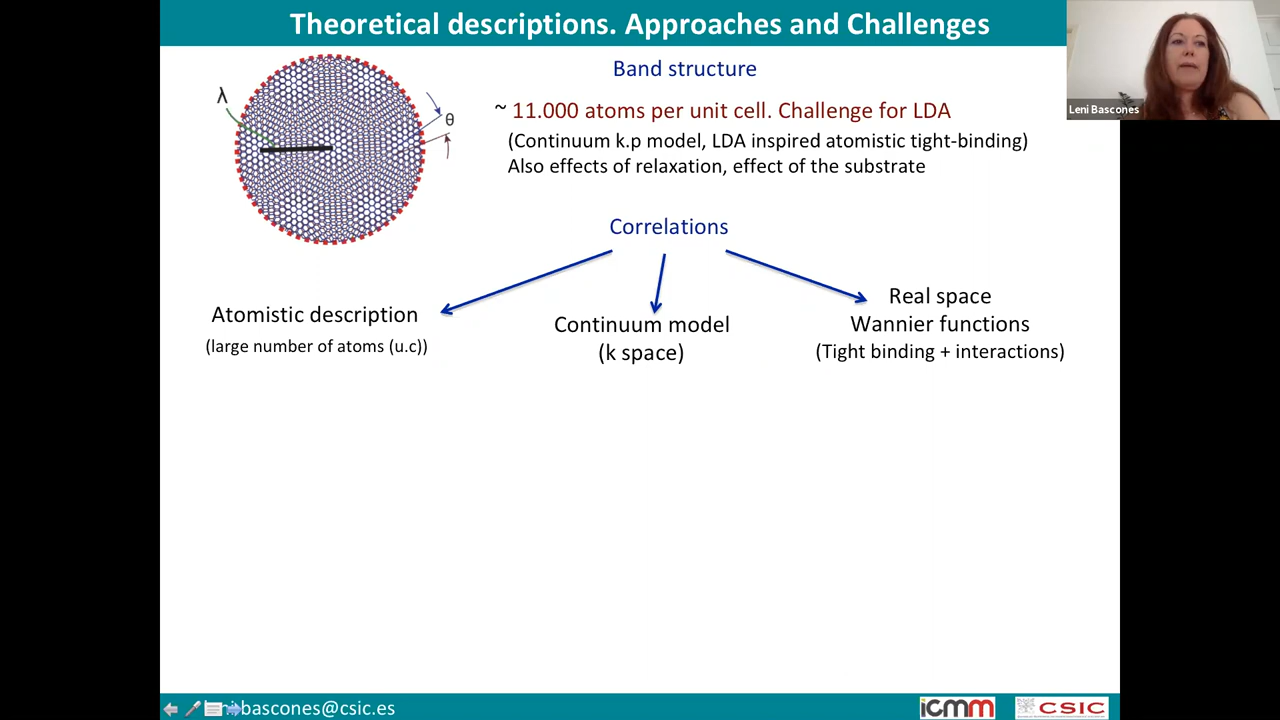 Theoretical descriptions. Approaches and Challenges
Leni Bascones
Band structure
λ
θ
~ 11.000 atoms per unit cell. Challenge for LDA
(Continuum k.p model, LDA inspired atomistic tight-binding)
Also effects of relaxation, effect of the substrate
Correlations
Atomistic description
(large number of atoms (u.c))
Continuum model
(k space)
Real space
Wannier functions
(Tight binding + interactions)
bascones@csic.es
icmm
CSIC